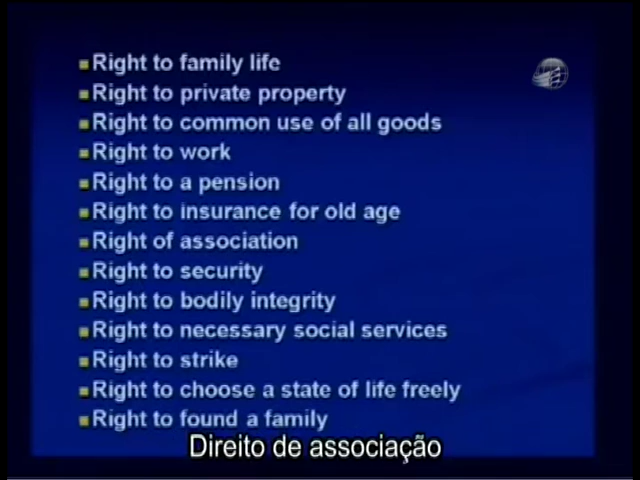 Right to family life
Right to private property
Right to common use of all goods
Right to work
Right to a pension
Right to insurance for old age
Right of association
Right to security
Right to bodily integrity
Right to necessary social services
Right to strike
Right to choose a state of life freely
Right to found a family
Direito de associação